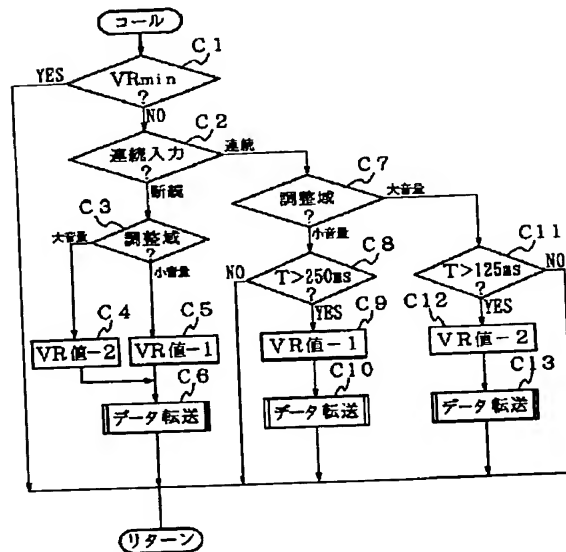 コール
C1
YES
VRmin
?
NO
C2
連続入力
?
連続
断続
C7
調整域
?
大音量
小音量
C3
大音量
調整域
?
小音量
C8
NO
T>250ms
?
YES
C11
T>125ms
?
NO
YES
C4
VR値-2
C5
VR値-1
C9
VR値-1
C12
VR値-2
C6
データ転送
C10
データ転送
C13
データ転送
リターン